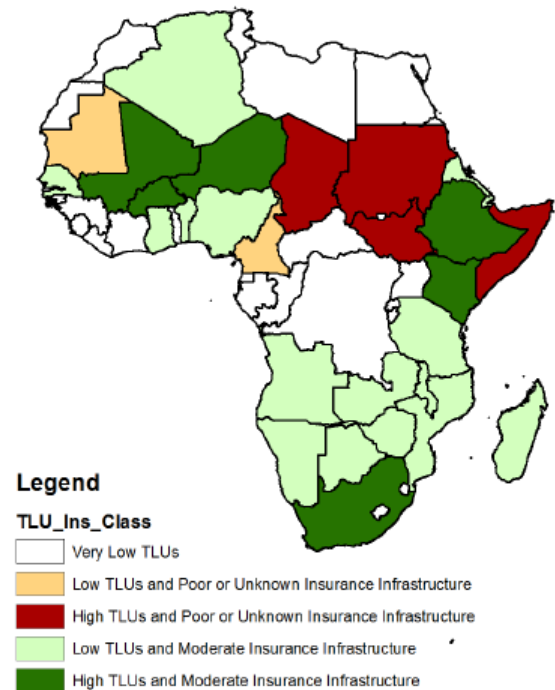 Legend
TLU_Ins_Class
Very Low TLUs
Low TLUs and Poor or Unknown Insurance Infrastructure
High TLUs and Poor or Unknown Insurance Infrastructure
Low TLUs and Moderate Insurance Infrastructure
High TLUs and Moderate Insurance Infrastructure